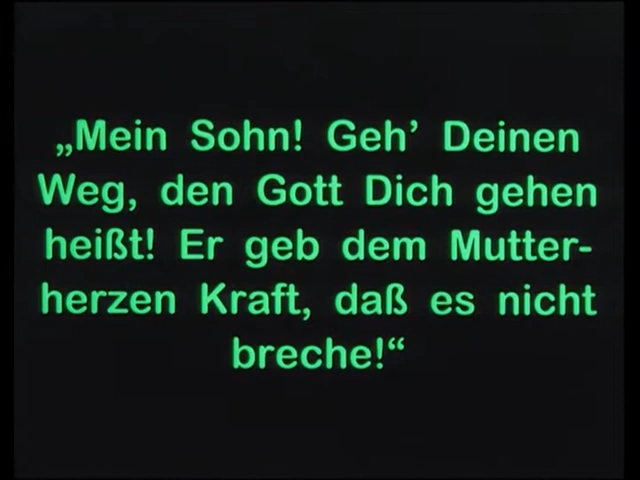 „Mein Sohn! Geh’ Deinen
Weg, den Gott Dich gehen
heißt! Er geb dem Mutter-
herzen Kraft, daß es nicht
breche!“